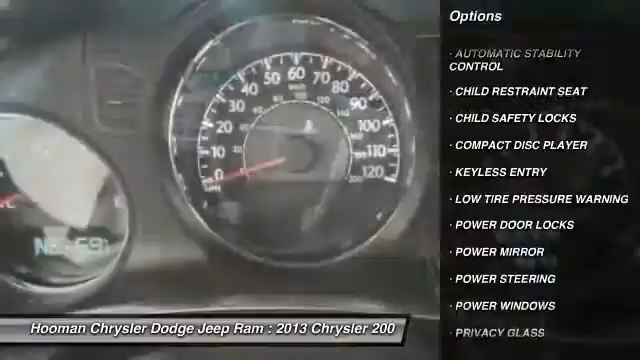 Options
· AUTOMATIC STABILITY
CONTROL
· CHILD RESTRAINT SEAT
· CHILD SAFETY LOCKS
· COMPACT DISC PLAYER
· KEYLESS ENTRY
· LOW TIRE PRESSURE WARNING
· POWER DOOR LOCKS
· POWER MIRROR
· POWER STEERING
· POWER WINDOWS
· PRIVACY GLASS
0
10
20
30
40
50
60
70
80
90
100
110
120
Hooman Chrysler Dodge Jeep Ram : 2013 Chrysler 200